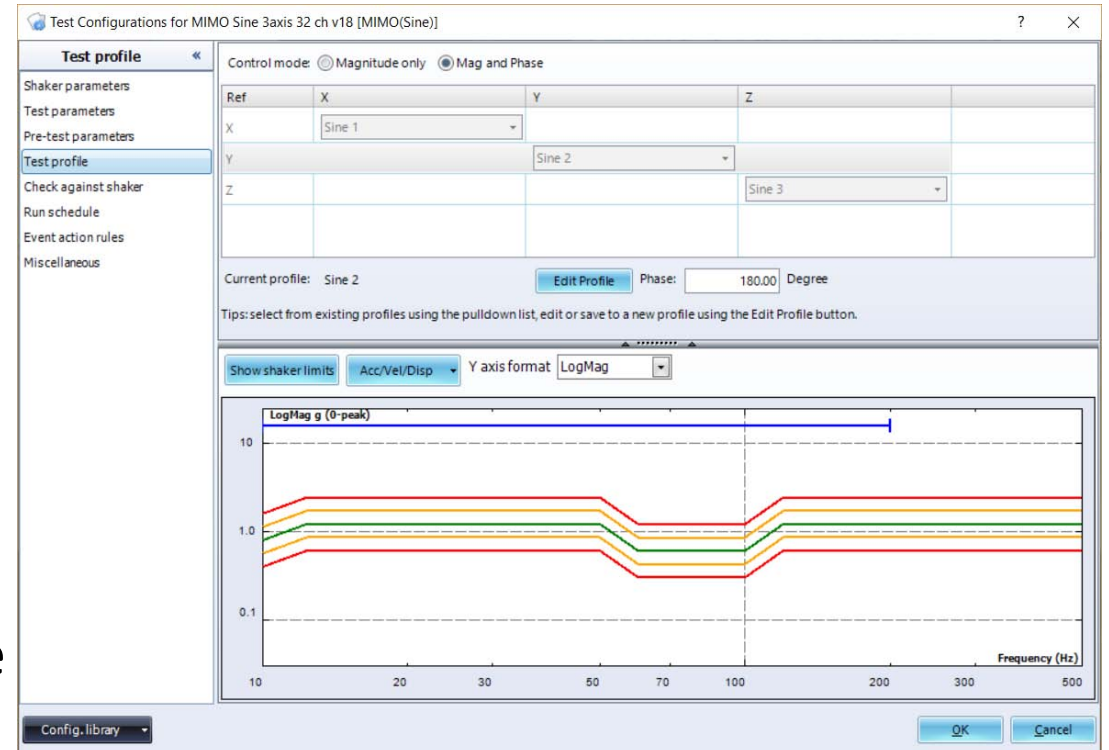 Test Configurations for MIMO Sine 3axis 32 ch v18 [MIMO(Sine)] ? ×
Test profile «
Shaker parameters
Test parameters
Pre-test parameters
Test profile
Check against shaker
Run schedule
Event action rules
Miscellaneous
Control mode: Magnitude only Mag and Phase
Ref X Y Z
X Sine 1
Y Sine 2
Z Sine 3
Current profile: Sine 2 Edit Profile Phase: 180.00 Degree
Tips: select from existing profiles using the pulldown list, edit or save to a new profile using the Edit Profile button.
Show shaker limits Acc/Vel/Disp Y axis format LogMag
LogMag g (0-peak)
10
1.0
0.1
Frequency (Hz)
10 20 30 50 70 100 200 300 500
e
Config. library OK Cancel